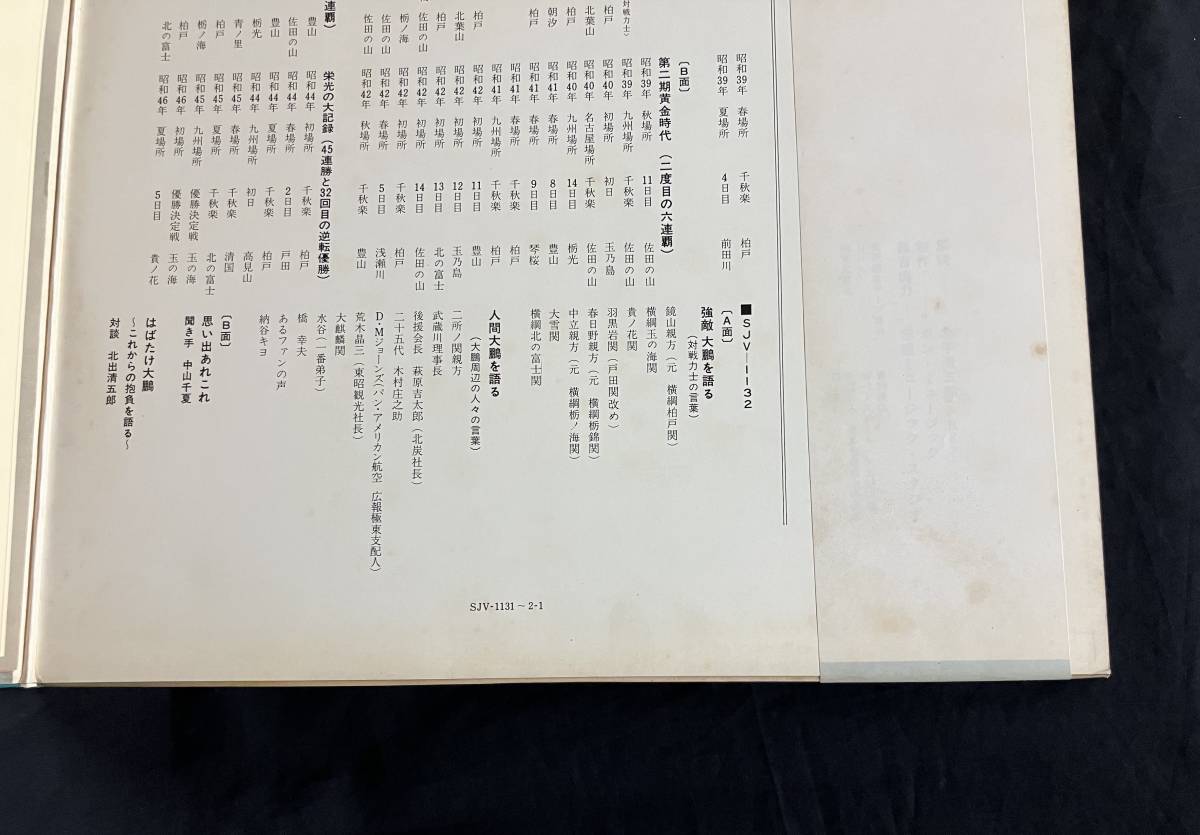 対戦力士〉
柏戸
北葉山
柏戸
朝汐
柏戸
柏戸
北葉山
柏戸
佐田の山
栃ノ海
佐田の山
佐田の山
連覇)
豊山
佐田の山
豊山
栃光
青ノ里
柏戸
栃ノ海
柏戸
北の富士
昭和39年 春場所 千秋楽 柏戸
昭和39年 夏場所 4日目 前田川
〔B面〕
第二期黄金時代(二度目の六連覇)
昭和39年 秋場所 11日目 佐田の山
昭和39年 九州場所 千秋楽 佐田の山
昭和40年 初場所 初日 玉乃島
昭和40年 名古屋場所 千秋楽 佐田の山
昭和40年 九州場所 14日目 栃光
昭和41年 春場所 8日目 豊山
昭和41年 春場所 9日目 琴桜
昭和41年 春場所 千秋楽 柏戸
昭和41年 九州場所 千秋楽 柏戸
昭和42年 初場所 11日目 豊山
昭和42年 初場所 12日目 玉乃島
昭和42年 初場所 13日目 北の富士
昭和42年 初場所 14日目 佐田の山
昭和42年 初場所 千秋楽 柏戸
昭和42年 春場所 5日目 浅瀬川
昭和42年 秋場所 千秋楽 豊山
栄光の大記録(45連勝と32回目の逆転優勝)
昭和44年 初場所 千秋楽 柏戸
昭和44年 春場所 2日目 戸田
昭和44年 夏場所 千秋楽 柏戸
昭和44年 九州場所 初日 高見山
昭和45年 春場所 千秋楽 清国
昭和45年 夏場所 千秋楽 北の富士
昭和45年 九州場所 優勝決定戦 玉の海
昭和46年 初場所 優勝決定戦 玉の海
昭和46年 夏場所 5日目 貴ノ花
■SJV―1132
〔A面〕
強敵 大鵬を語る
(対戦力士の言葉)
鏡山親方(元 横綱柏戸関)
横綱玉の海関
貴ノ花関
羽黒岩関(戸田関改め)
春日野親方(元 横綱栃錦関)
中立親方(元 横綱栃ノ海関)
大雪関
横綱北の富士関
人間大鵬を語る
(大鵬周辺の人々の言葉)
二所ノ関親方
武蔵川理事長
後援会長 萩原吉太郎(北炭社長)
二十五代 木村庄之助
D・Mジョーンズ(パン・アメリカン航空 広報極東支配人)
荒木晶三(東昭観光社長)
大麒麟関
水谷(一番弟子)
橋 幸夫
あるファンの声
納谷キヨ
〔B面〕
思い出あれこれ
聞き手 中山千夏
はばたけ大鵬
~これからの抱負を語る~
対談 北出清五郎
SJV-1131~2-1